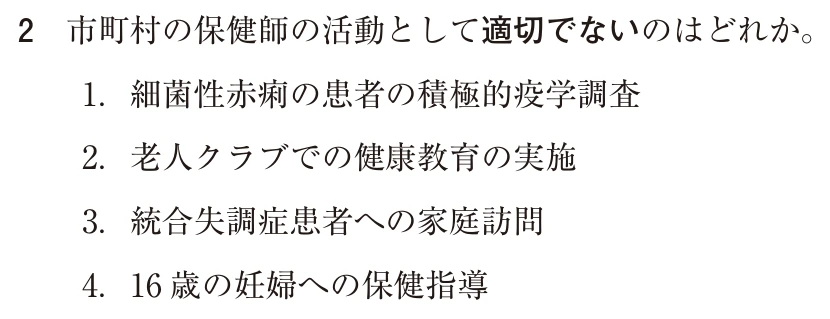 2 市町村の保健師の活動として適切でないのはどれか。
1. 細菌性赤痢の患者の積極的疫学調査
2. 老人クラブでの健康教育の実施
3. 統合失調症患者への家庭訪問
4. 16歳の妊婦への保健指導